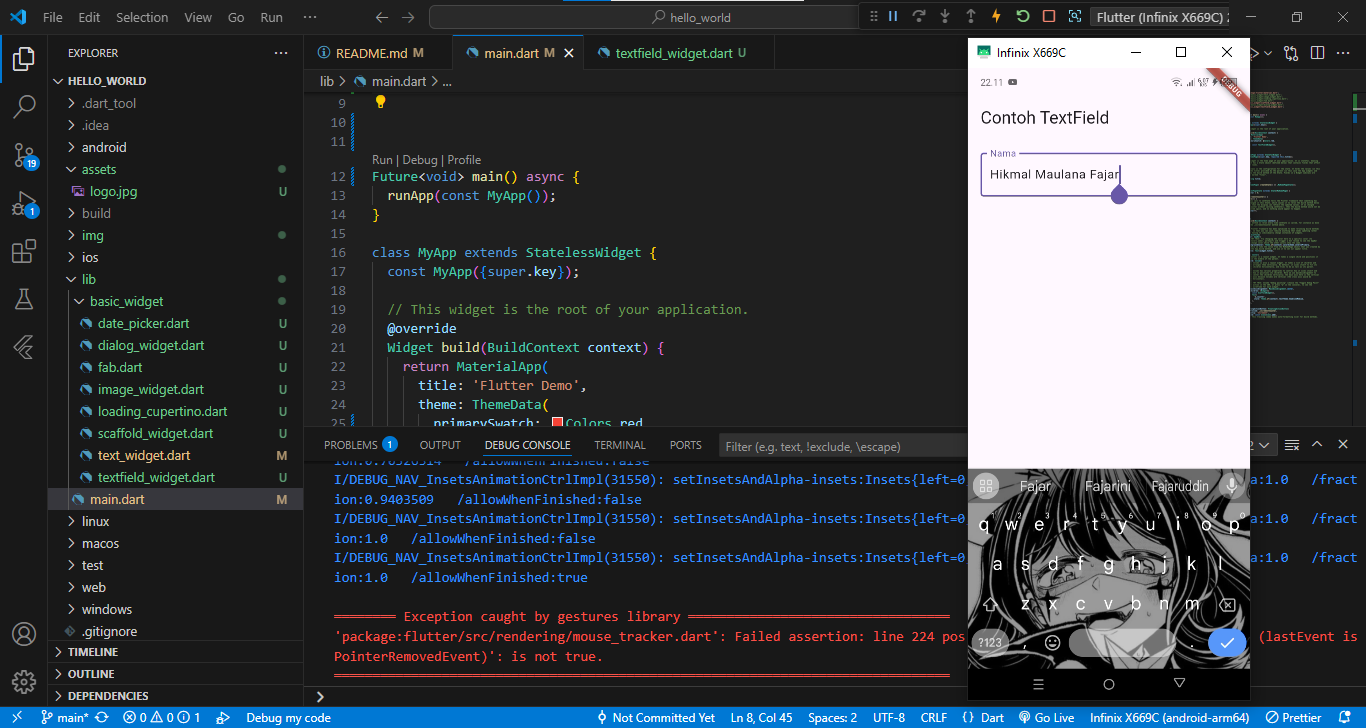 File Edit Selection View Go Run ··· hello_world Flutter (Infinix X669C)
EXPLORER
HELLO_WORLD
.dart_tool
.idea
android
assets
logo.jpg U
build
img
ios
lib
basic_widget
date_picker.dart U
dialog_widget.dart U
fab.dart U
image_widget.dart U
loading_cupertino.dart U
scaffold_widget.dart U
text_widget.dart M
textfield_widget.dart U
main.dart M
linux
macos
test
web
windows
.gitignore
TIMELINE
OUTLINE
DEPENDENCIES
README.md M main.dart M textfield_widget.dart U
lib > main.dart > ...
9
10
11
Run | Debug | Profile
12 Future<void> main() async {
13 runApp(const MyApp());
14 }
15
16 class MyApp extends StatelessWidget {
17 const MyApp({super.key});
18
19 // This widget is the root of your application.
20 @override
21 Widget build(BuildContext context) {
22 return MaterialApp(
23 title: 'Flutter Demo',
24 theme: ThemeData(
25 primarySwatch: Colors.red
PROBLEMS 1 OUTPUT DEBUG CONSOLE TERMINAL PORTS Filter (e.g. text, !exclude, \escape)
/allowWhenFinished:false
I/DEBUG_NAV_InsetsAnimationCtrlImpl(31550): setInsetsAndAlpha-insets:Insets{left=0 a:1.0 /fract
ion:0.9403509 /allowWhenFinished:false
I/DEBUG_NAV_InsetsAnimationCtrlImpl(31550): setInsetsAndAlpha-insets:Insets{left=0 a:1.0 /fract
ion:1.0 /allowWhenFinished:false
I/DEBUG_NAV_InsetsAnimationCtrlImpl(31550): setInsetsAndAlpha-insets:Insets{left=0 a:1.0 /fract
ion:1.0 /allowWhenFinished:true
Exception caught by gestures library
'package:flutter/src/rendering/mouse_tracker.dart': Failed assertion: line 224 pos (lastEvent is
PointerRemovedEvent)': is not true.
Infinix X669C
22.11
Contoh TextField
Nama
Hikmal Maulana Fajar
Fajar Fajarini Fajaruddin
1 2 3 4 5 6 7 8 9 0
q w e r t y u i o p
a s d f g h j k l
z x c v b n m
?123 , .
19
1
main* 0 0 1 Debug my code Not Committed Yet Ln 8, Col 45 Spaces: 2 UTF-8 CRLF {} Dart Go Live Infinix X669C (android-arm64) Prettier